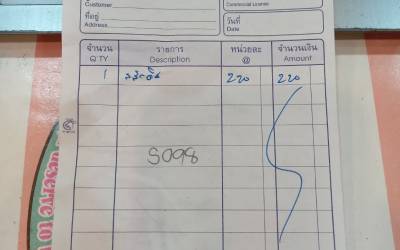 Customer
Commercial License
ที่อยู่
Address
วันที่
Date
จำนวน รายการ หน่วยละ จำนวนเงิน
Q'TY Description @ Amount
1 220 220
S098
deserve to